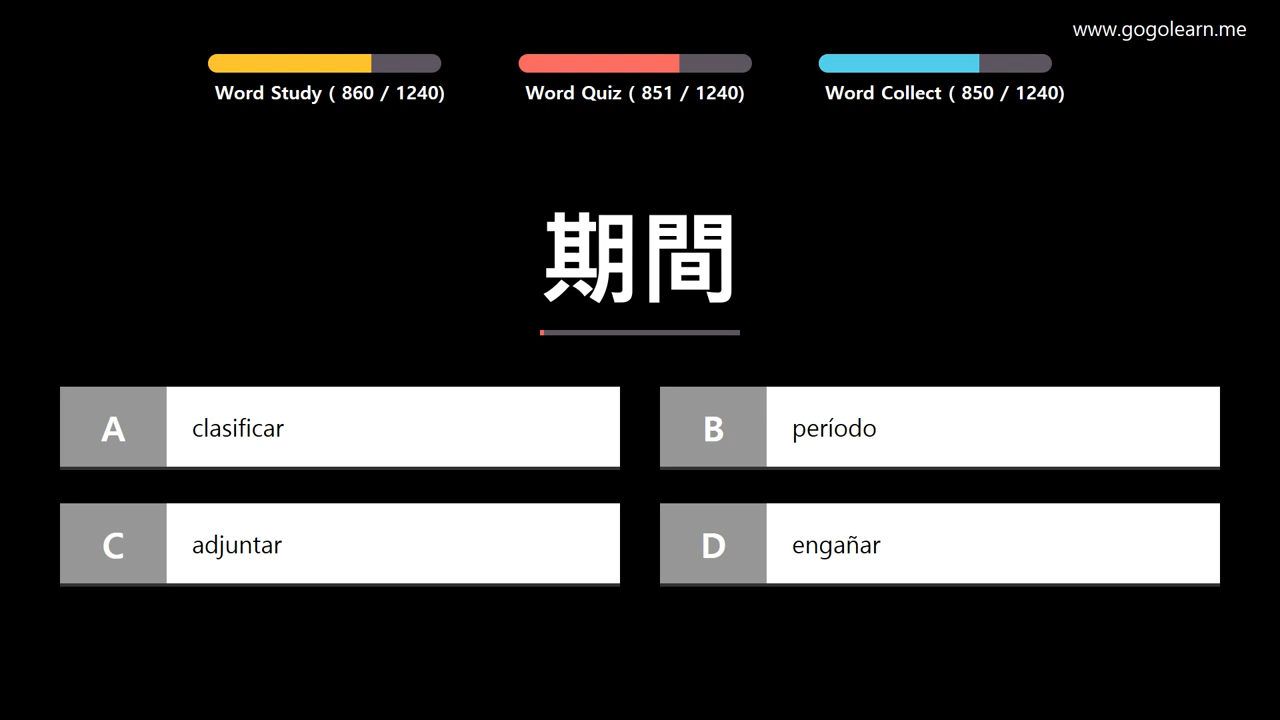 www.gogolearn.me
Word Study ( 860 / 1240)
Word Quiz ( 851 / 1240)
Word Collect ( 850 / 1240)
期間
A
clasificar
B
período
C
adjuntar
D
engañar